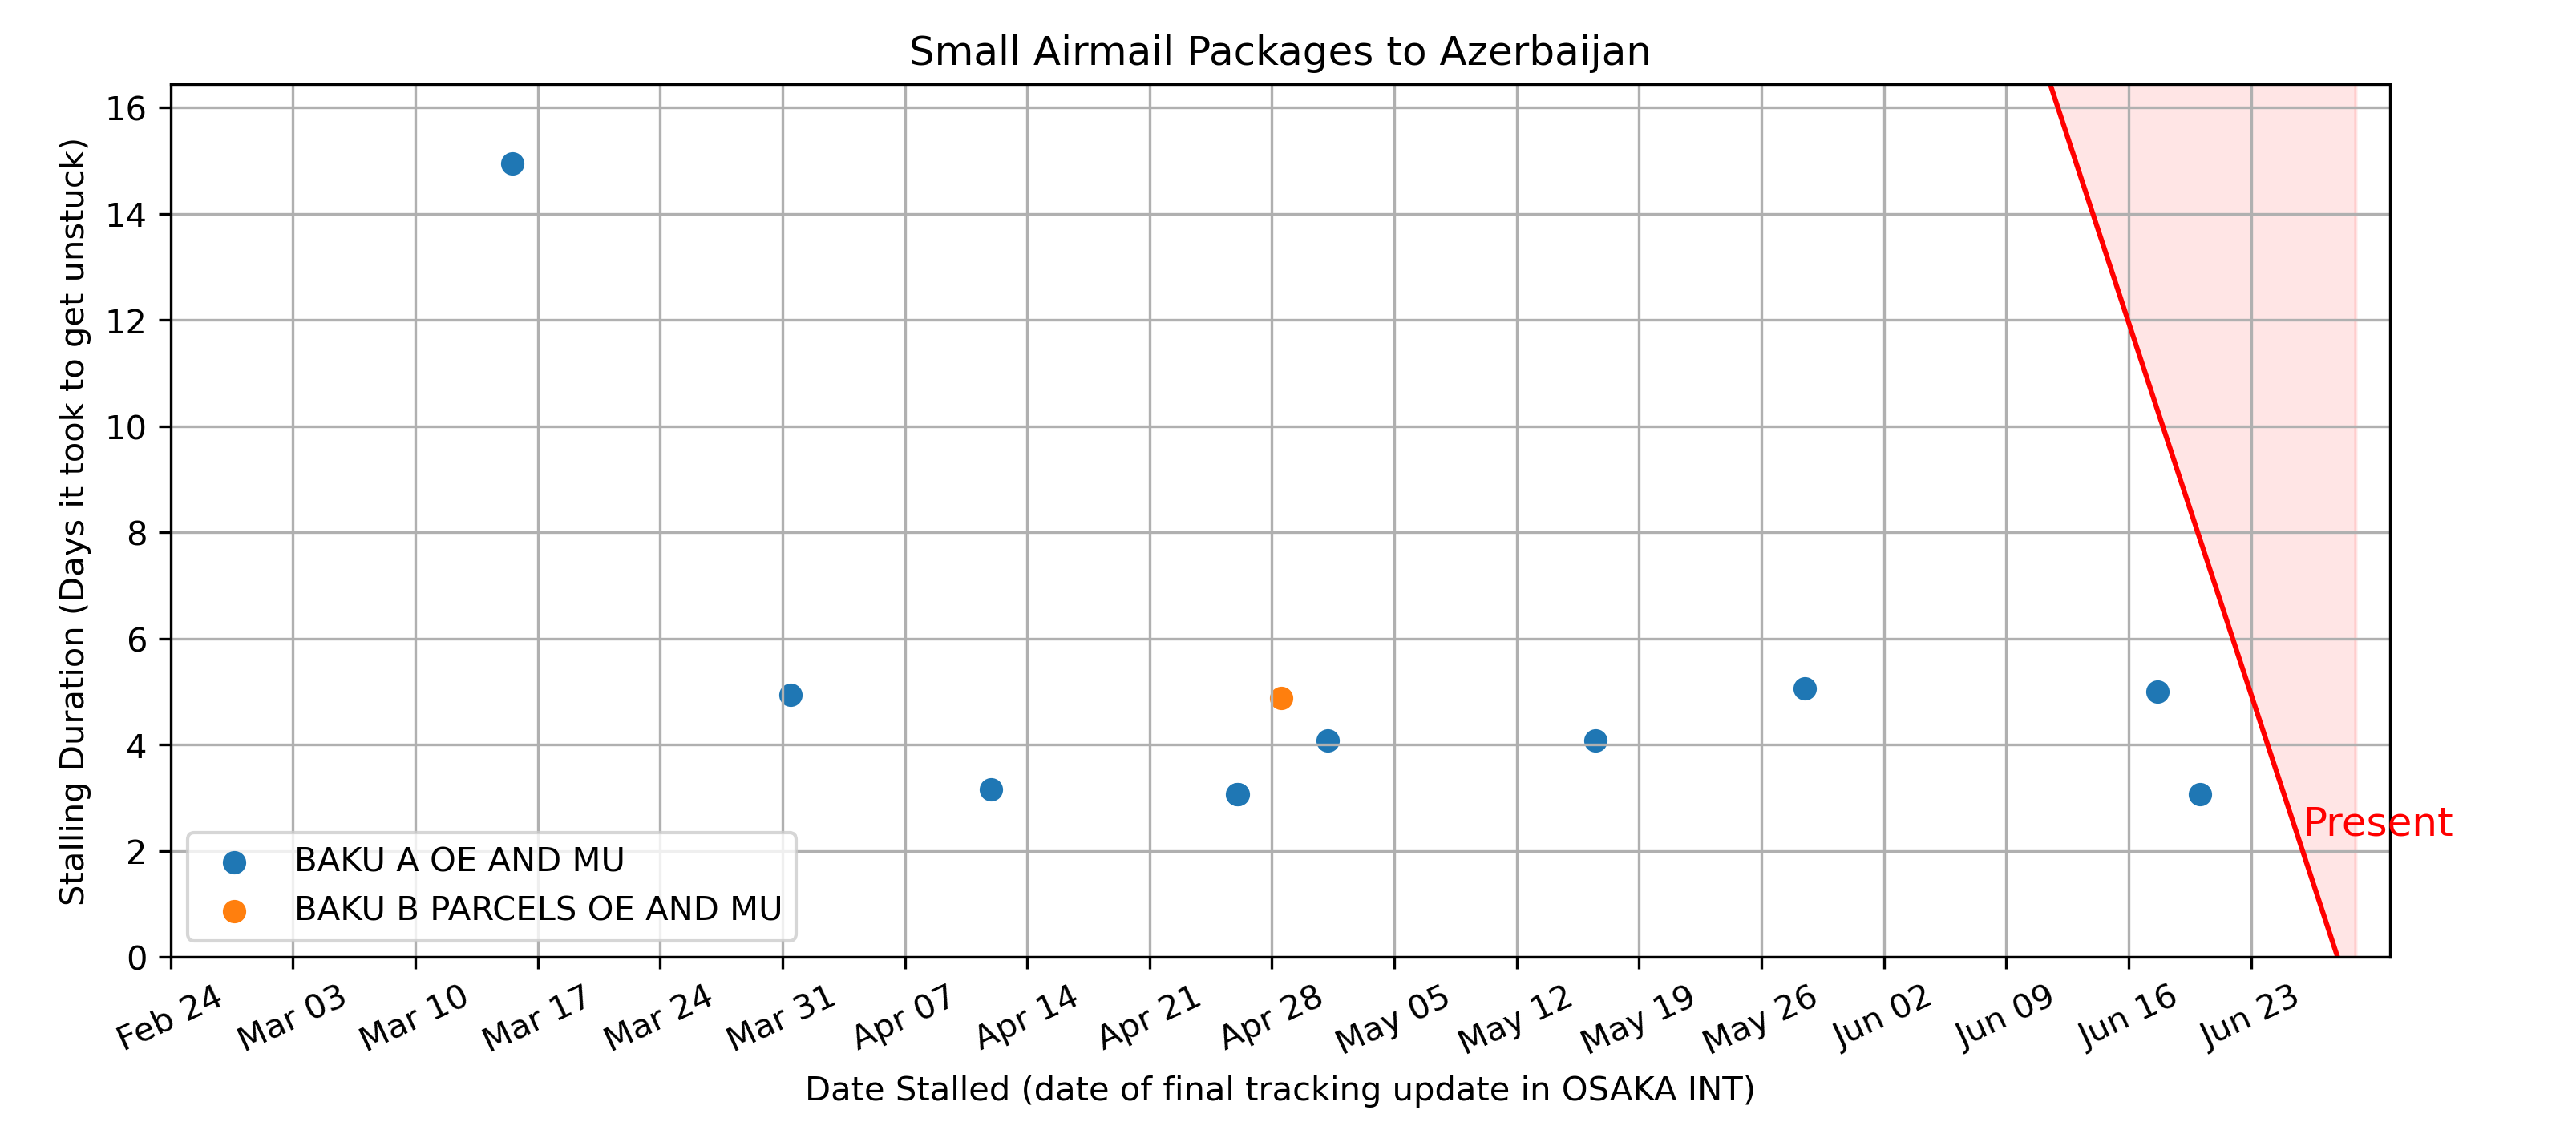 Small Airmail Packages to Azerbaijan
Stalling Duration (Days it took to get unstuck)
16
14
12
10
8
6
4
2
0
Present
BAKU A OE AND MU
BAKU B PARCELS OE AND MU
Feb 24
Mar 03
Mar 10
Mar 17
Mar 24
Mar 31
Apr 07
Apr 14
Apr 21
Apr 28
May 05
May 12
May 19
May 26
Jun 02
Jun 09
Jun 16
Jun 23
Date Stalled (date of final tracking update in OSAKA INT)